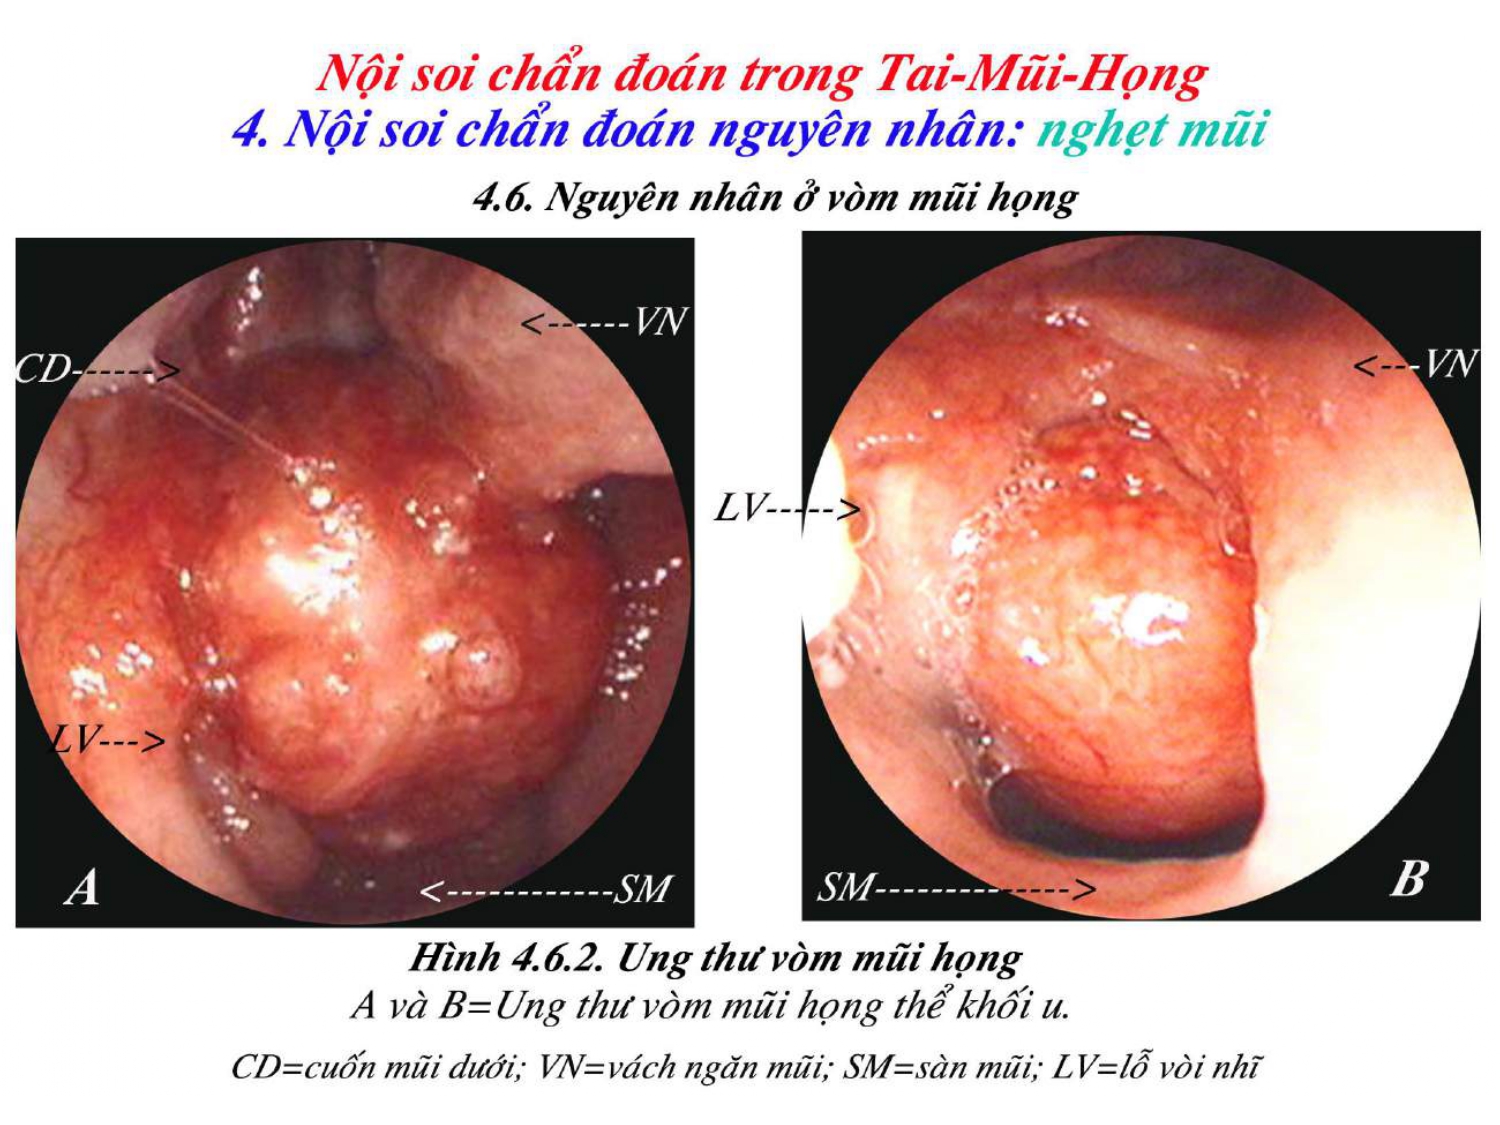 Nội soi chẩn đoán trong Tai-Mũi-Họng
4. Nội soi chẩn đoán nguyên nhân: nghẹt mũi
4.6. Nguyên nhân ở vòm mũi họng
<------VN
CD------>
LV--->
A
<------------SM
<---VN
LV----->
SM-------------->
B
Hình 4.6.2. Ung thư vòm mũi họng
A và B=Ung thư vòm mũi họng thể khối u.
CD=cuốn mũi dưới; VN=vách ngăn mũi; SM=sàn mũi; LV=lỗ vòi nhĩ